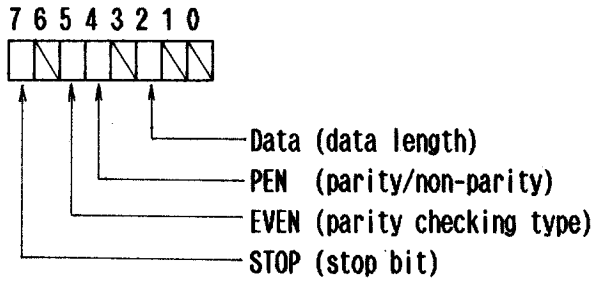 7 6 5 4 3 2 1 0
Data (data length)
PEN (parity/non-parity)
EVEN (parity checking type)
STOP (stop bit)